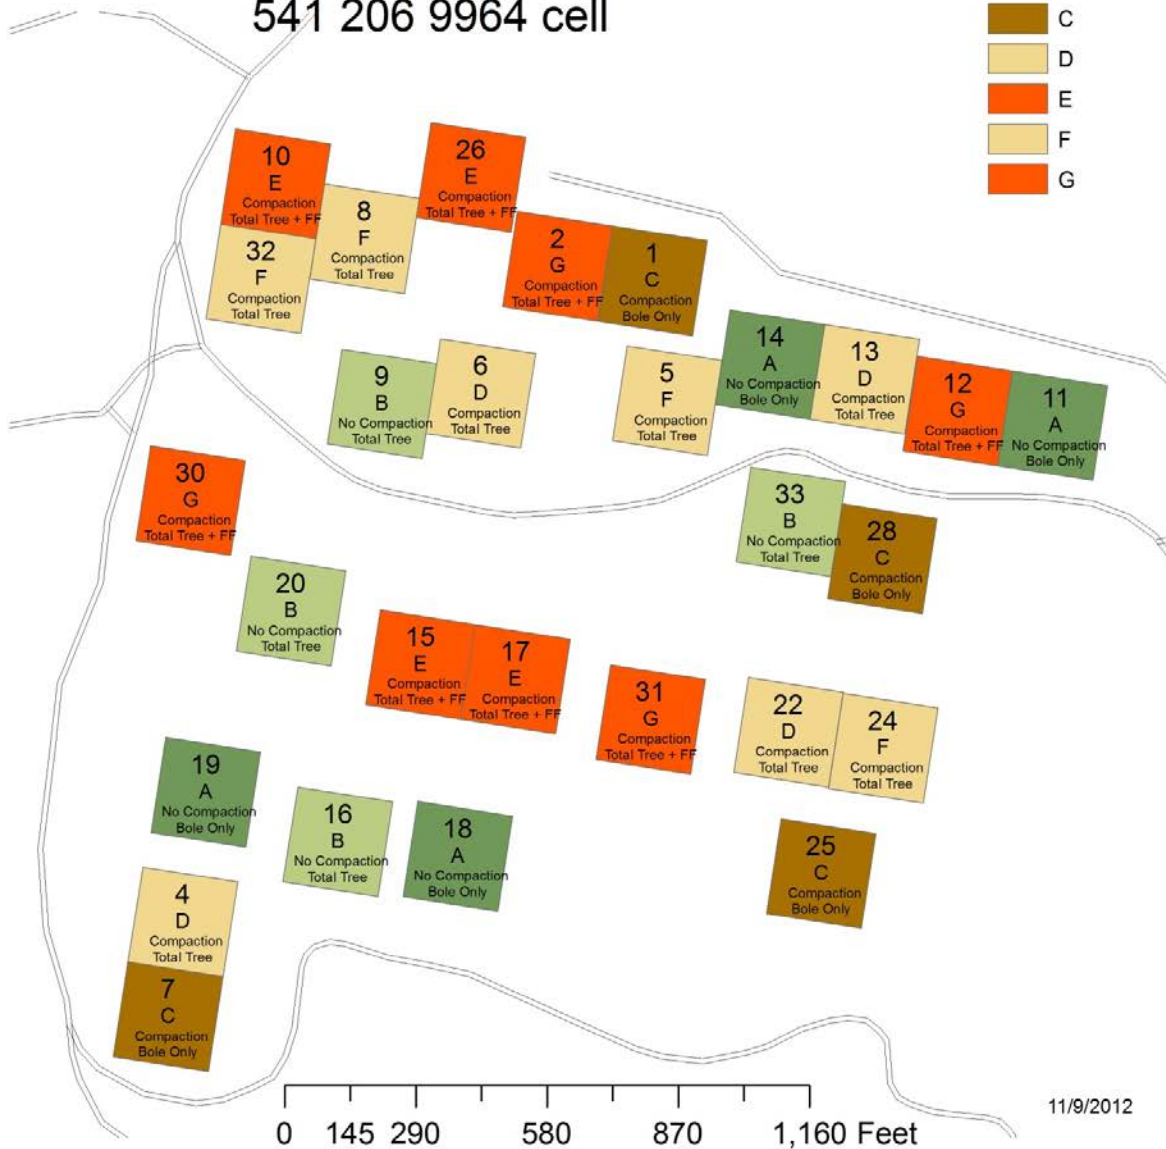 541 206 9964 cell
C
D
E
F
G
10
E
Compaction
Total Tree + FF
26
E
Compaction
Total Tree + FF
8
F
Compaction
Total Tree
32
F
Compaction
Total Tree
2
G
Compaction
Total Tree + FF
1
C
Compaction
Bole Only
14
A
No Compaction
Bole Only
13
D
Compaction
Total Tree
12
G
Compaction
Total Tree + FF
11
A
No Compaction
Bole Only
9
B
No Compaction
Total Tree
6
D
Compaction
Total Tree
5
F
Compaction
Total Tree
30
G
Compaction
Total Tree + FF
33
B
No Compaction
Total Tree
28
C
Compaction
Bole Only
20
B
No Compaction
Total Tree
15
E
Compaction
Total Tree + FF
17
E
Compaction
Total Tree + FF
31
G
Compaction
Total Tree + FF
22
D
Compaction
Total Tree
24
F
Compaction
Total Tree
19
A
No Compaction
Bole Only
16
B
No Compaction
Total Tree
18
A
No Compaction
Bole Only
25
C
Compaction
Bole Only
4
D
Compaction
Total Tree
7
C
Compaction
Bole Only
11/9/2012
0 145 290 580 870 1,160 Feet